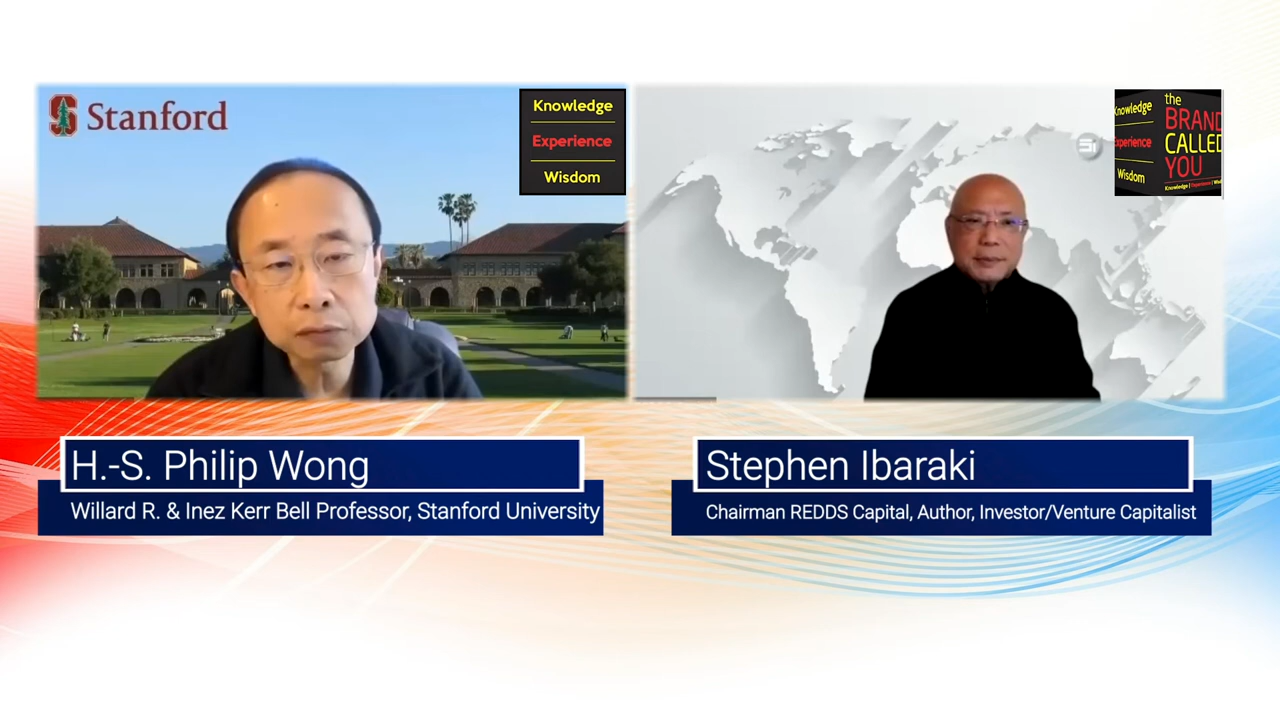 Stanford
Knowledge
Experience
Wisdom
the
BRAND
CALLED
YOU
Knowledge
Experience
Wisdom
H.-S. Philip Wong
Willard R. & Inez Kerr Bell Professor, Stanford University
Stephen Ibaraki
Chairman REDDS Capital, Author, Investor/Venture Capitalist